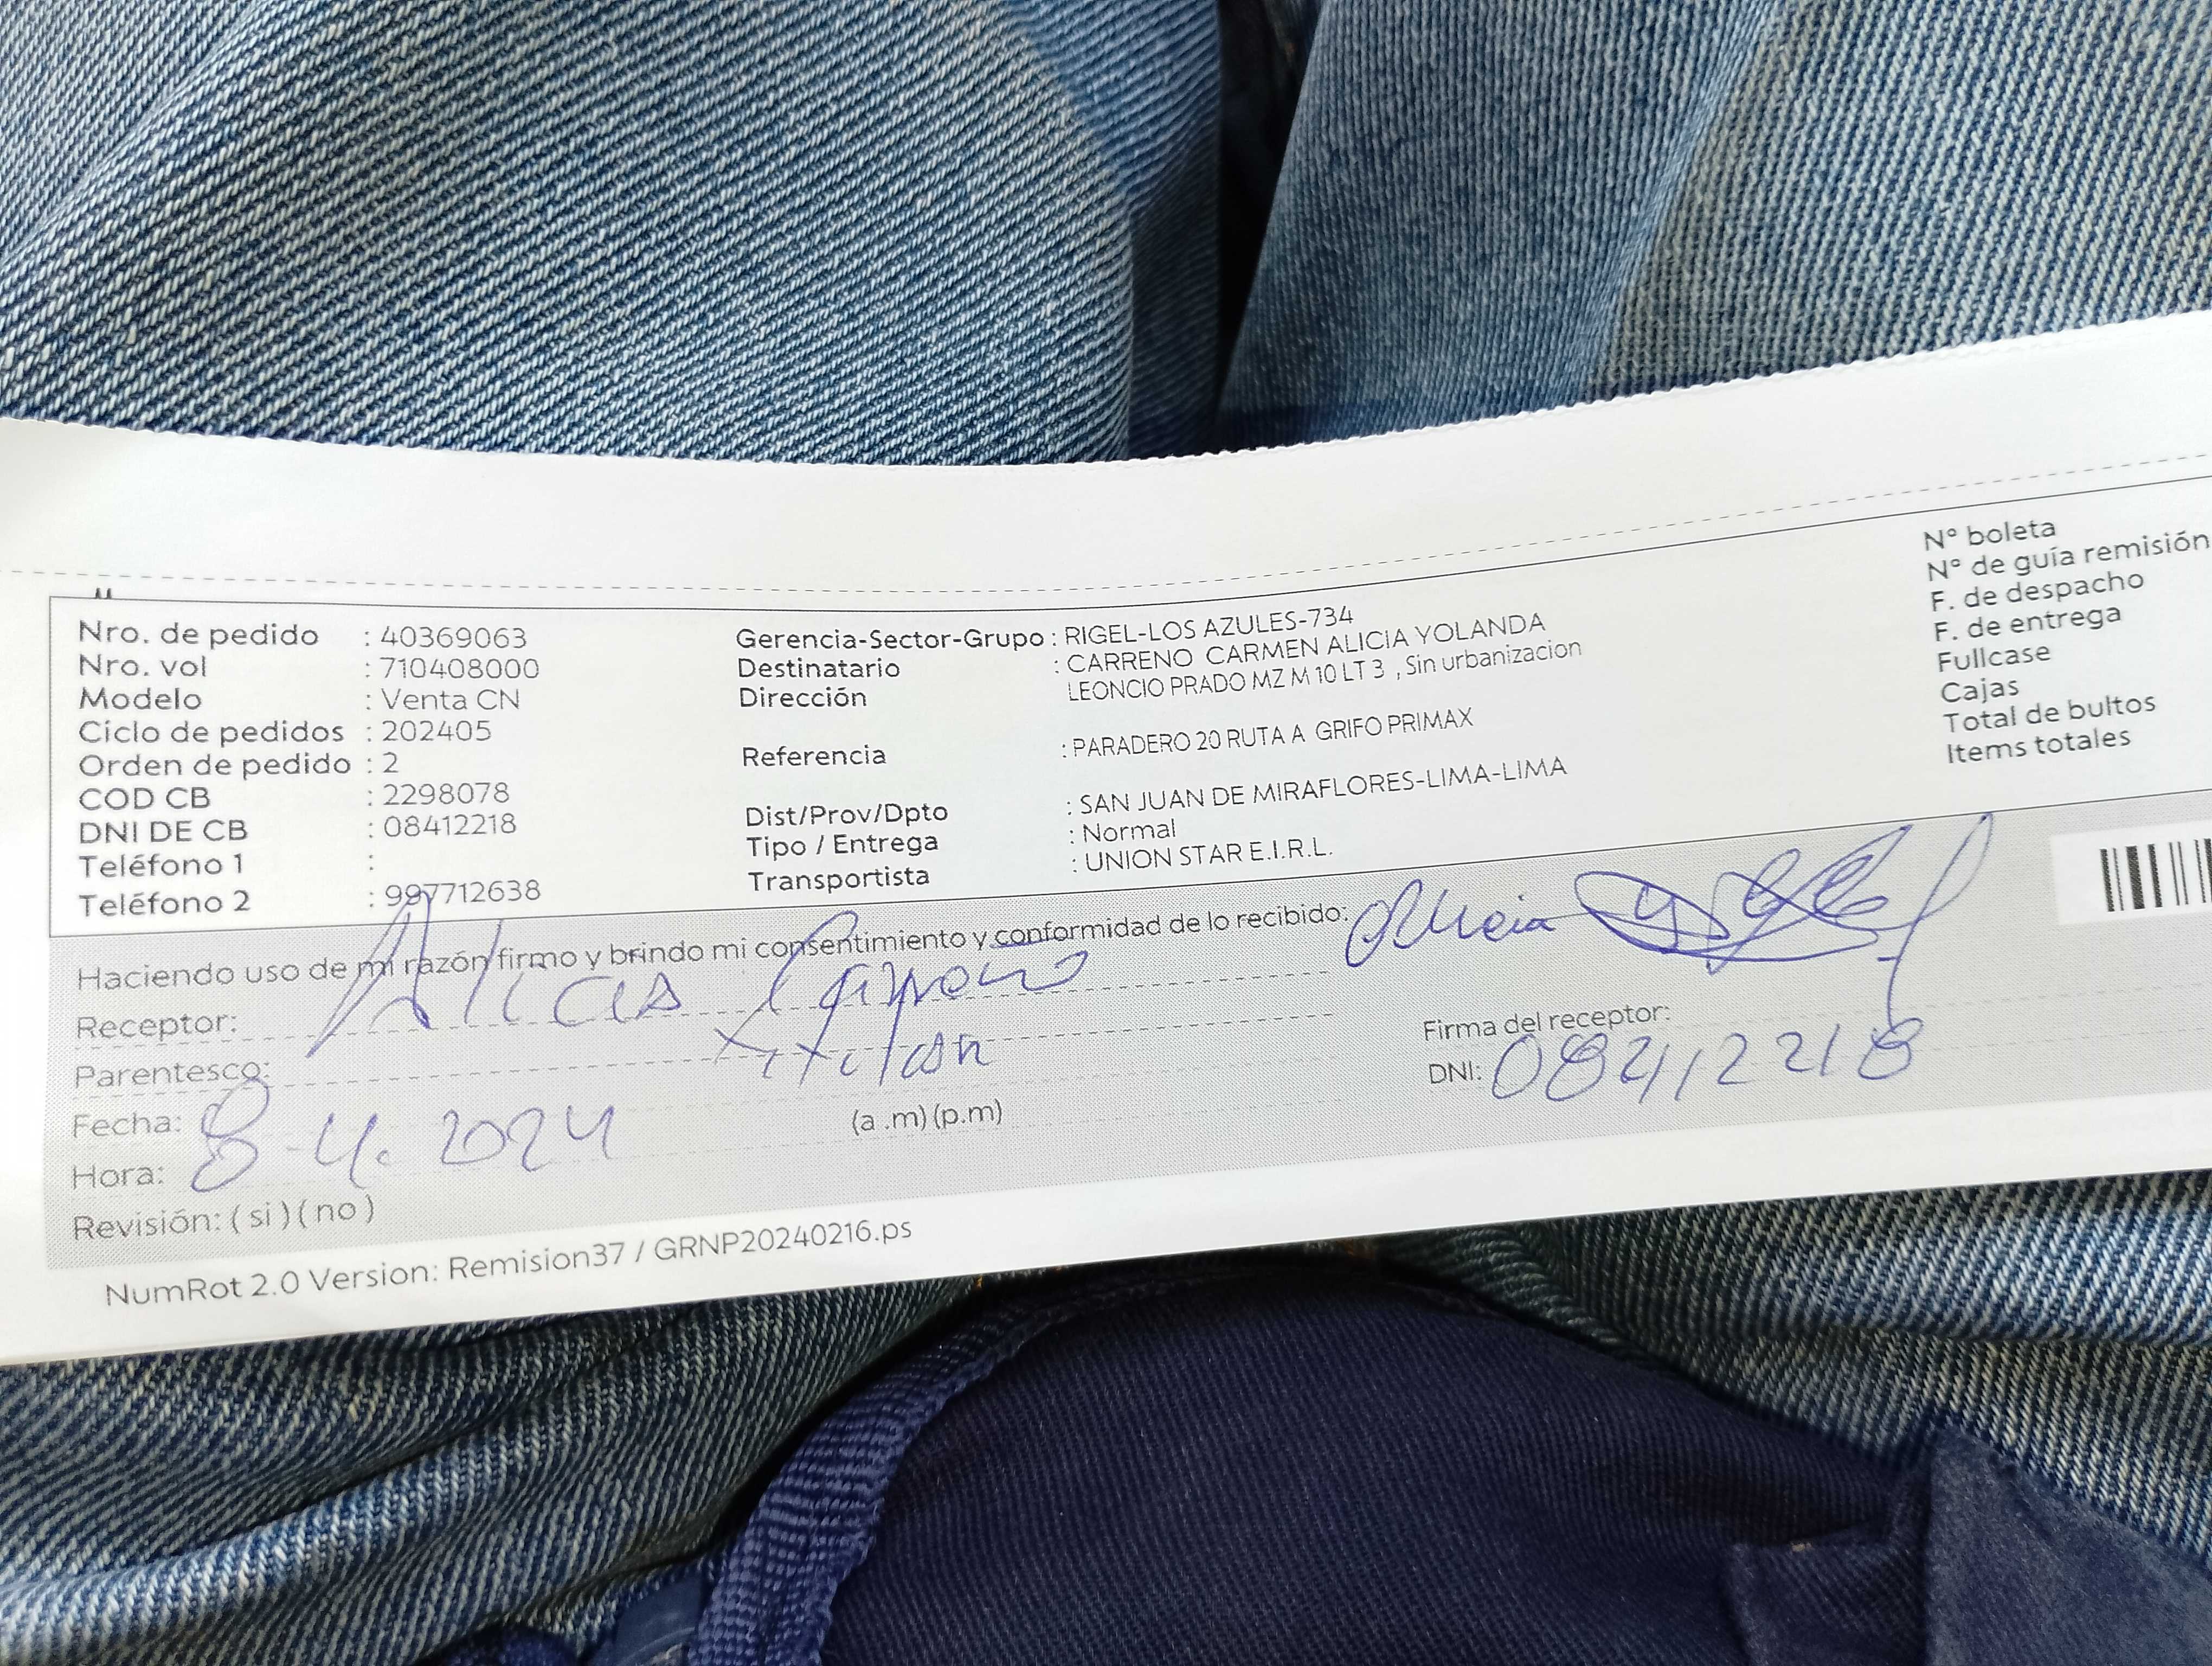 Nro. de pedido : 40369063
Nro. vol : 710408000
Modelo : Venta CN
Ciclo de pedidos : 202405
Orden de pedido : 2
COD CB : 2298078
DNI DE CB : 08412218
Teléfono 1 :
Teléfono 2 : 997712638
Gerencia-Sector-Grupo : RIGEL-LOS AZULES-734
Destinatario : CARRENO CARMEN ALICIA YOLANDA
Dirección LEONCIO PRADO MZ M 10 LT 3 , Sin urbanizacion
Referencia : PARADERO 20 RUTA A GRIFO PRIMAX
Dist/Prov/Dpto : SAN JUAN DE MIRAFLORES-LIMA-LIMA
Tipo / Entrega : Normal
Transportista : UNION STAR E.I.R.L.
N° boleta
N° de guía remisión
F. de despacho
F. de entrega
Fullcase
Cajas
Total de bultos
Items totales
Haciendo uso de mi razón firmo y brindo mi consentimiento y conformidad de lo recibido: Alicia
Receptor: Alicia Carreno
Parentesco: Titular
Firma del receptor:
DNI: 08412218
Fecha: 8-4. 2024
Hora: (a .m) (p.m)
Revisión: ( si ) ( no )
NumRot 2.0 Version: Remision37 / GRNP20240216.ps